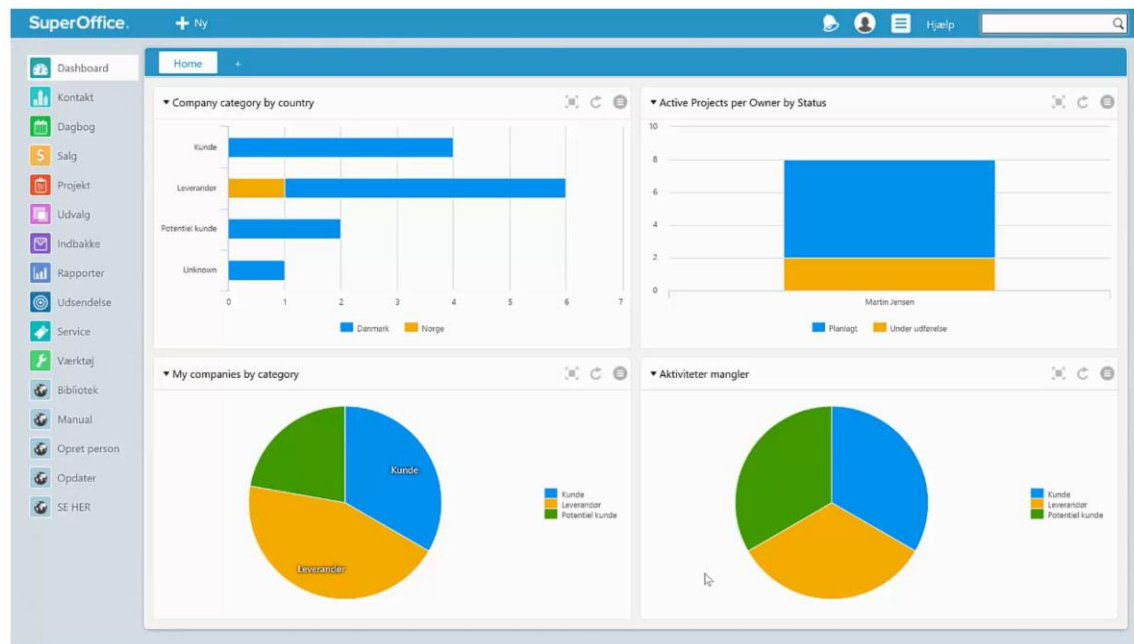 SuperOffice.
Ny
Hjælp
Dashboard
Kontakt
Dagbog
Salg
Projekt
Udvalg
Indbakke
Rapporter
Udsendelse
Service
Værktøj
Bibliotek
Manual
Opret person
Opdater
SE HER
Home +
Company category by country
Kunde
Leverandør
Potentiel kunde
Unknown
0 1 2 3 4 5 6 7
Danmark Norge
Active Projects per Owner by Status
10
8
6
4
2
0
Martin Jensen
Planlagt Under udførelse
My companies by category
Kunde
Leverandør
Kunde
Leverandør
Potentiel kunde
Aktiviteter mangler
Kunde
Leverandør
Potentiel kunde